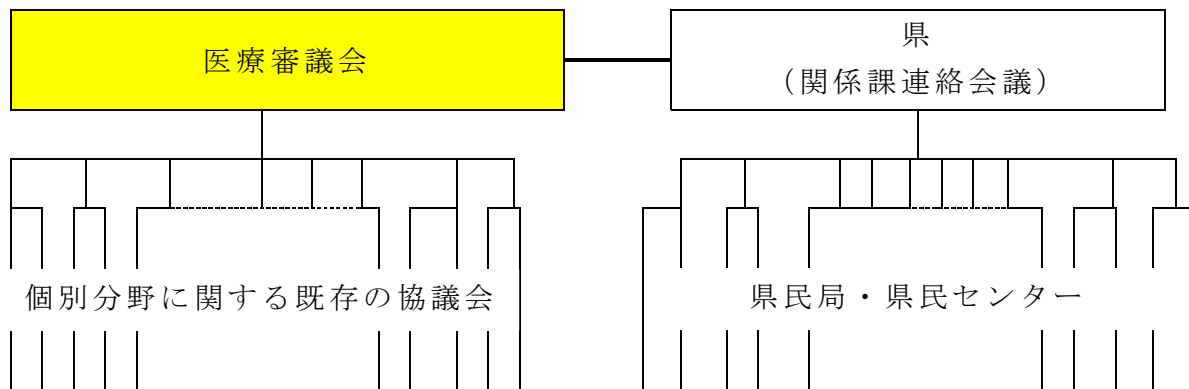 医療審議会
県
（関係課連絡会議）
個別分野に関する既存の協議会
県民局・県民センター